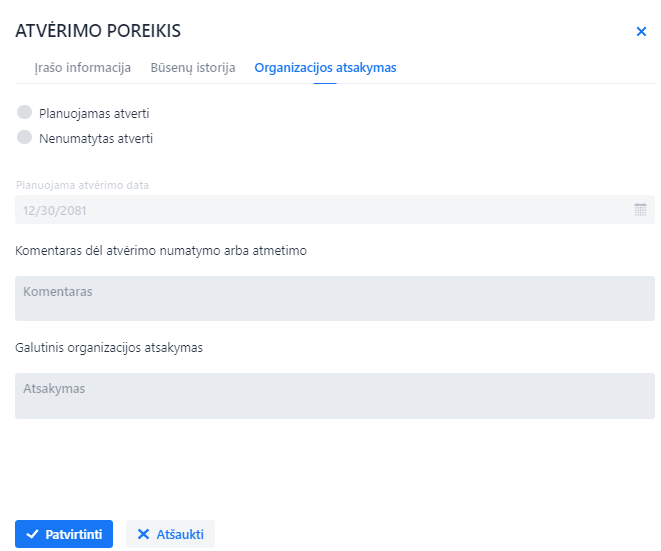 ATVĖRIMO POREIKIS
Įrašo informacija Būsenų istorija Organizacijos atsakymas
Planuojamas atverti
Nenumatytas atverti
Planuojama atvėrimo data
12/30/2081
Komentaras dėl atvėrimo numatymo arba atmetimo
Komentaras
Galutinis organizacijos atsakymas
Atsakymas
Patvirtinti Atšaukti